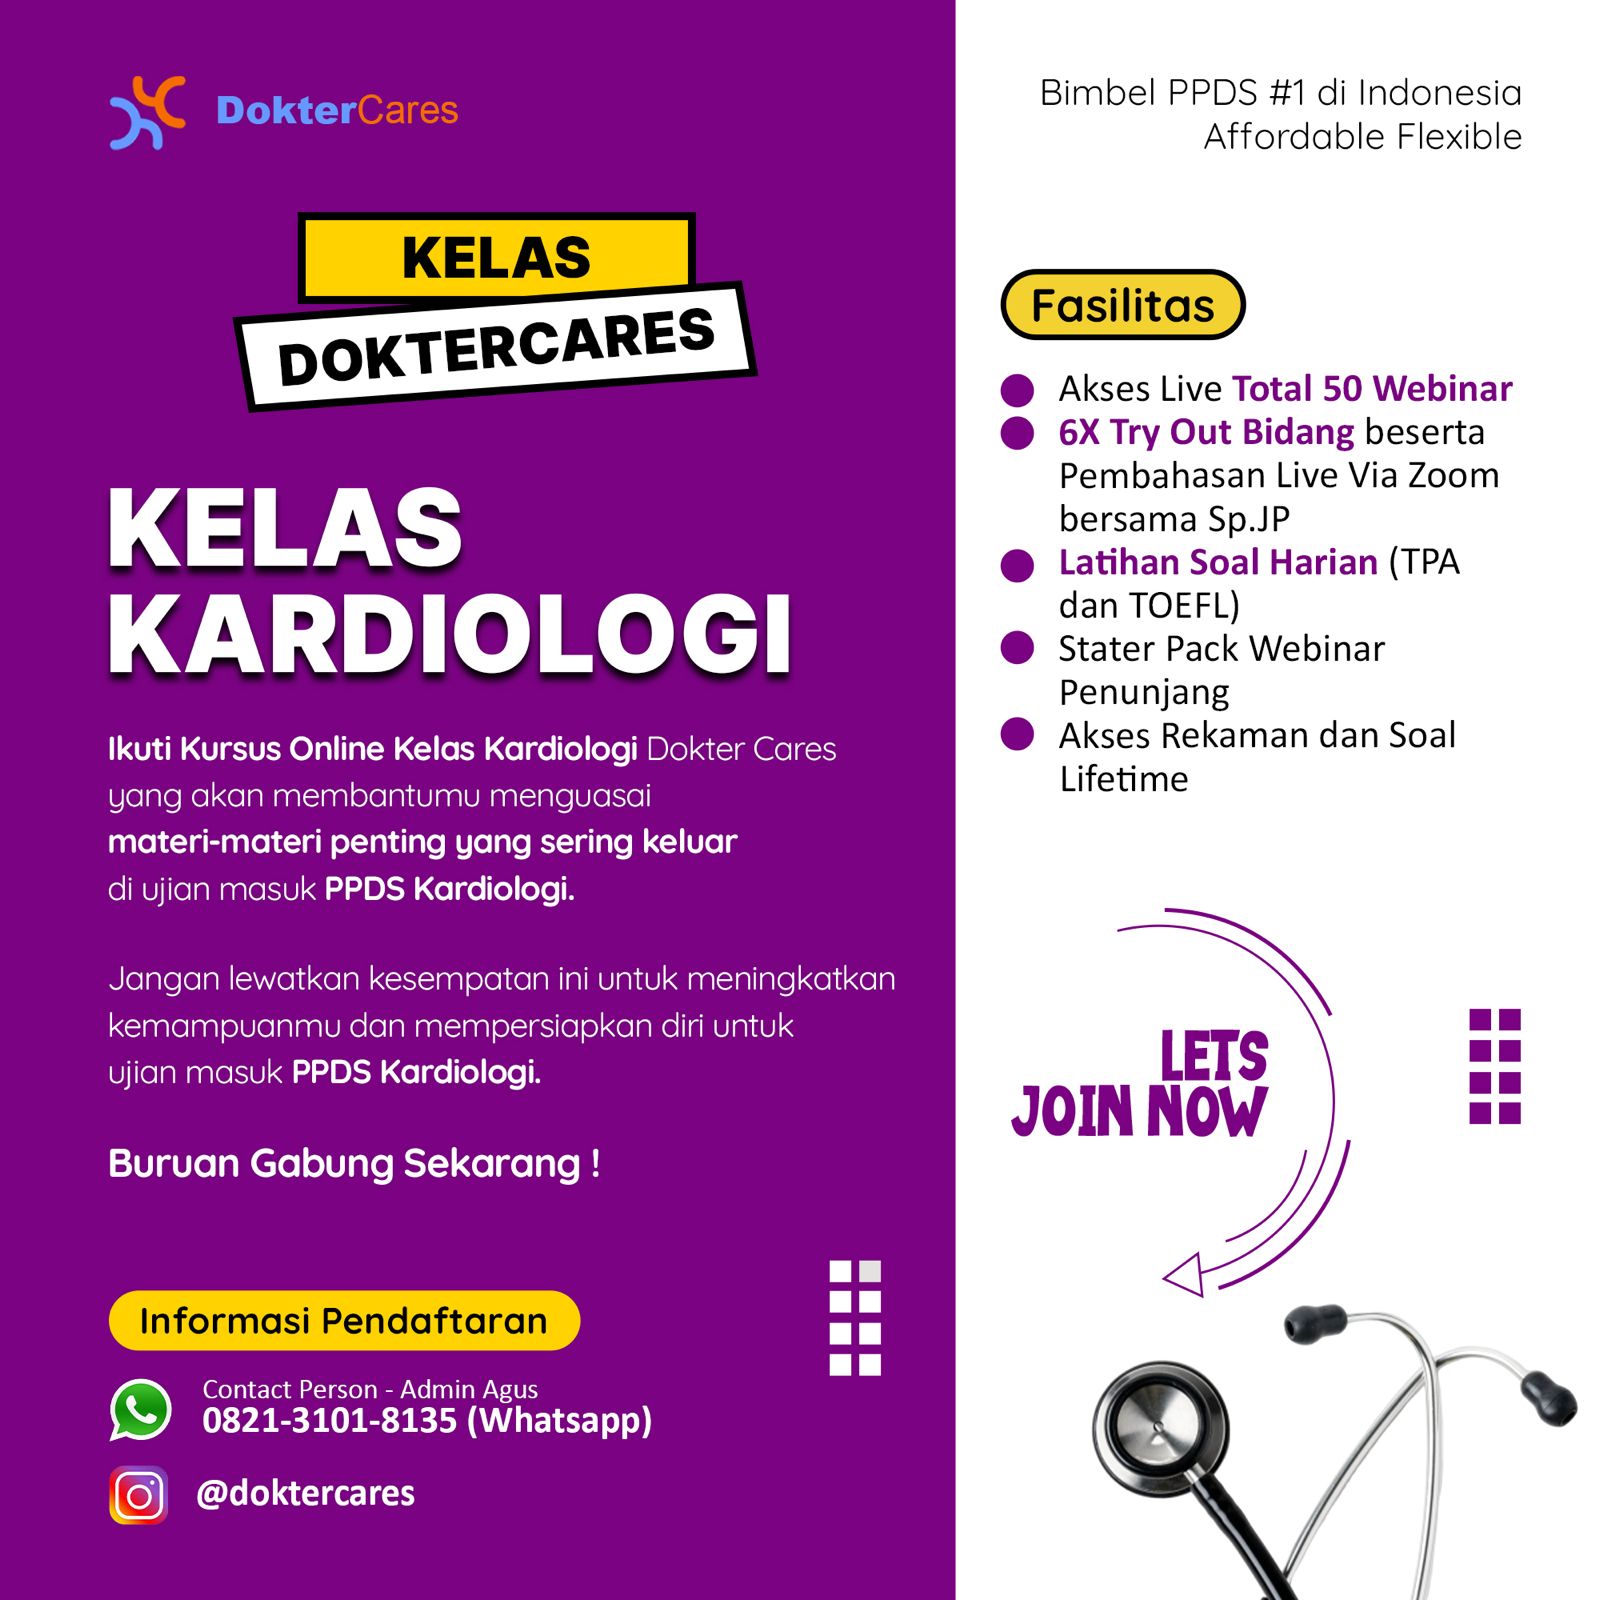 DokterCares
KELAS
DOKTERCARES
KELAS
KARDIOLOGI
Ikuti Kursus Online Kelas Kardiologi Dokter Cares
yang akan membantumu menguasai
materi-materi penting yang sering keluar
di ujian masuk PPDS Kardiologi.
Jangan lewatkan kesempatan ini untuk meningkatkan
kemampuanmu dan mempersiapkan diri untuk
ujian masuk PPDS Kardiologi.
Buruan Gabung Sekarang !
Informasi Pendaftaran
Contact Person - Admin Agus
0821-3101-8135 (Whatsapp)
@doktercares
Bimbel PPDS #1 di Indonesia
Affordable Flexible
Fasilitas
Akses Live Total 50 Webinar
6X Try Out Bidang beserta
Pembahasan Live Via Zoom
bersama Sp.JP
Latihan Soal Harian (TPA
dan TOEFL)
Stater Pack Webinar
Penunjang
Akses Rekaman dan Soal
Lifetime
LETS
JOIN NOW